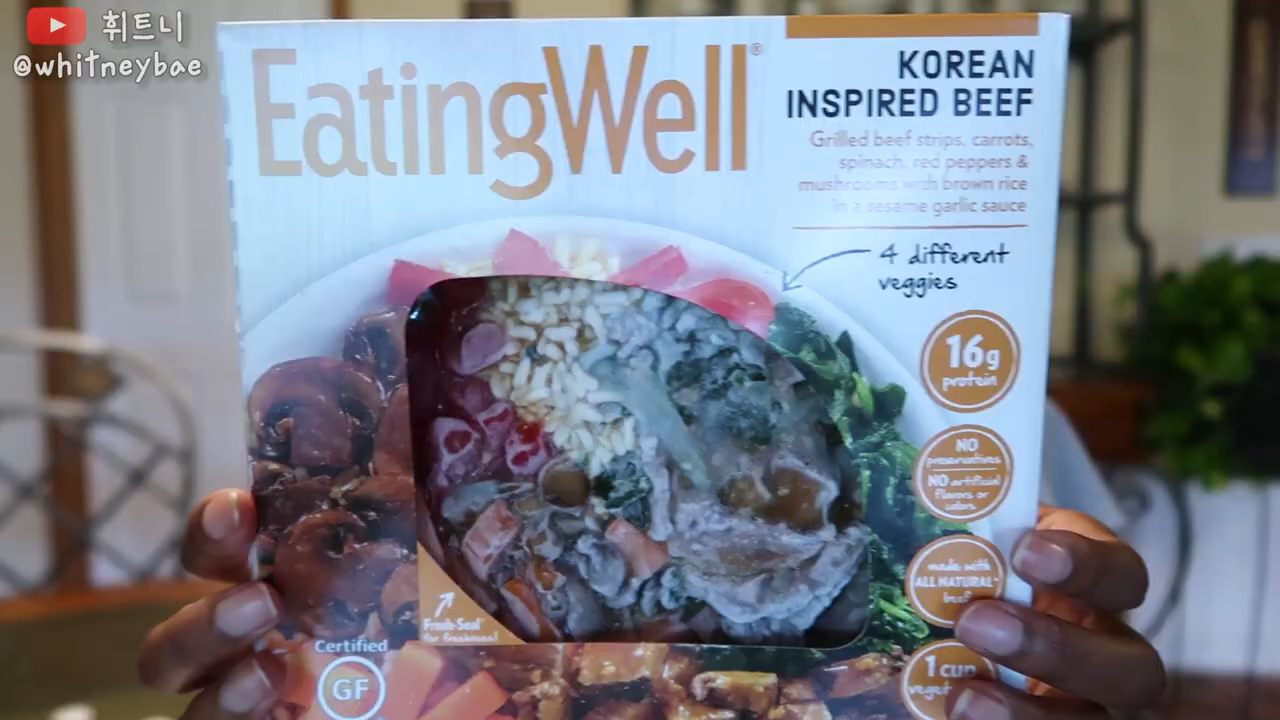 휘트니
@whitneybae
EatingWell®
KOREAN
INSPIRED BEEF
Grilled beef strips, carrots,
spinach, red peppers &
mushrooms with brown rice
in a sesame garlic sauce
4 different
veggies
16g
protein
NO
preservatives
NO artificial
flavors or
colors
made with
ALL NATURAL*
beef
1 cup
Fresh-Seal
for freshness!
Certified
GF